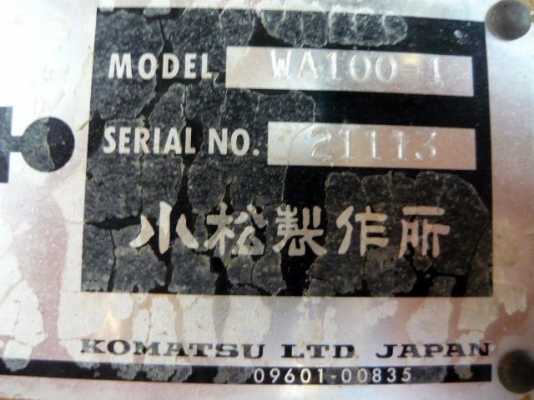 MODEL WA100-1
SERIAL NO. 21113
小松製作所
KOMATSU LTD JAPAN
09601-00835